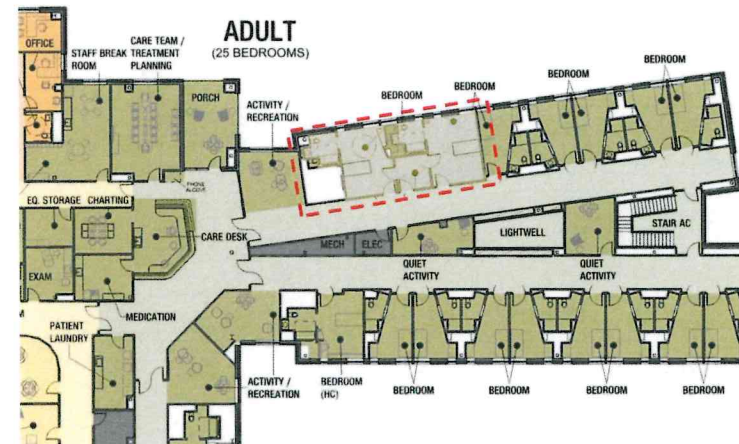 ADULT
(25 BEDROOMS)
OFFICE
STAFF BREAK
ROOM
CARE TEAM /
TREATMENT
PLANNING
PORCH
ACTIVITY /
RECREATION
BEDROOM
BEDROOM
BEDROOM
BEDROOM
PHONE
ALCOVE
EQ. STORAGE
CHARTING
CARE DESK
MECH
ELEC
LIGHTWELL
STAIR AC
QUIET
ACTIVITY
QUIET
ACTIVITY
EXAM
MEDICATION
PATIENT
LAUNDRY
ACTIVITY /
RECREATION
BEDROOM
(HC)
BEDROOM
BEDROOM
BEDROOM
BEDROOM